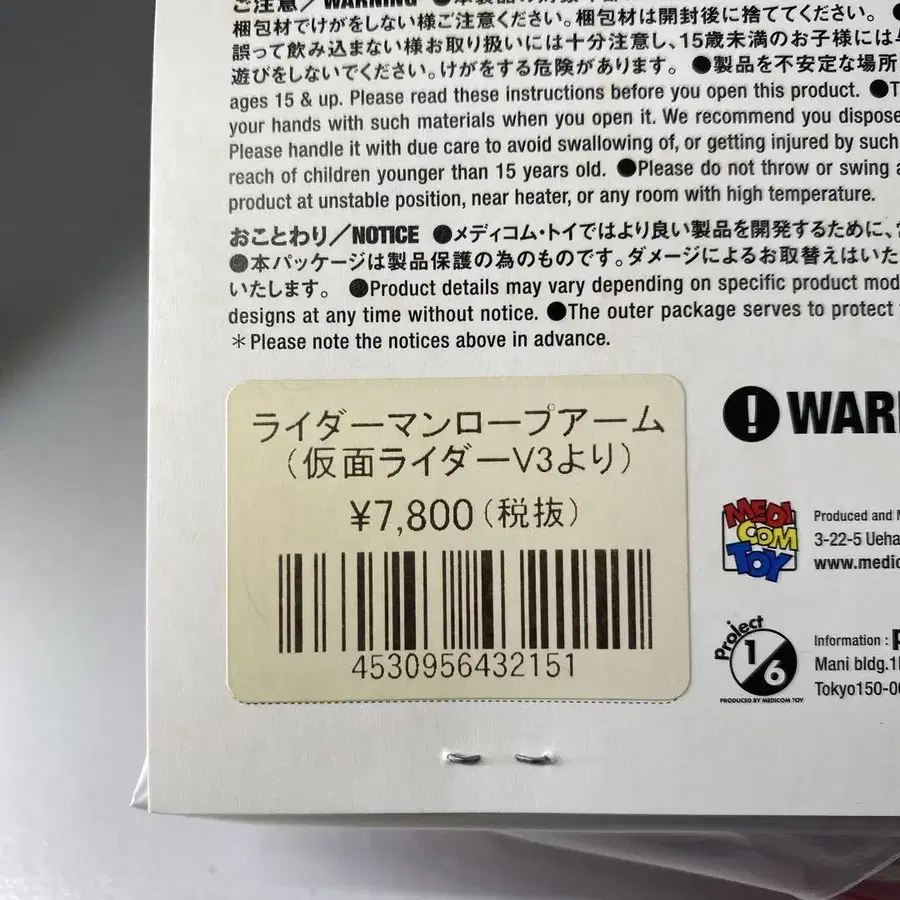 ご注意／WARNING
梱包材でけがをしない様ご注意ください。梱包材は開封後に捨ててください。
誤って飲み込まない様お取り扱いには十分注意し、15歳未満のお子様には
遊びをしないでください。けがをする危険があります。 ●製品を不安定な場所
ages 15 & up. Please read these instructions before you open this product. ●
your hands with such materials when you open it. We recommend you dispose
Please handle it with due care to avoid swallowing of, or getting injured by such
reach of children younger than 15 years old. ●Please do not throw or swing
product at unstable position, near heater, or any room with high temperature.
おことわり／NOTICE ●メディコム・トイではより良い製品を開発するために、
●本パッケージは製品保護の為のものです。ダメージによるお取替えはいた
いたします。 ●Product details may vary depending on specific product mod
designs at any time without notice. ●The outer package serves to protect
＊Please note the notices above in advance.
ライダーマンロープアーム
（仮面ライダーV3より）
¥7,800（税抜）
4530956432151
! WAR
MEDI COM TOY
Produced and
3-22-5 Ueha
www.medic
Project 1/6
PRODUCED BY MEDICOM TOY
Information :
Mani bldg.1
Tokyo150-0